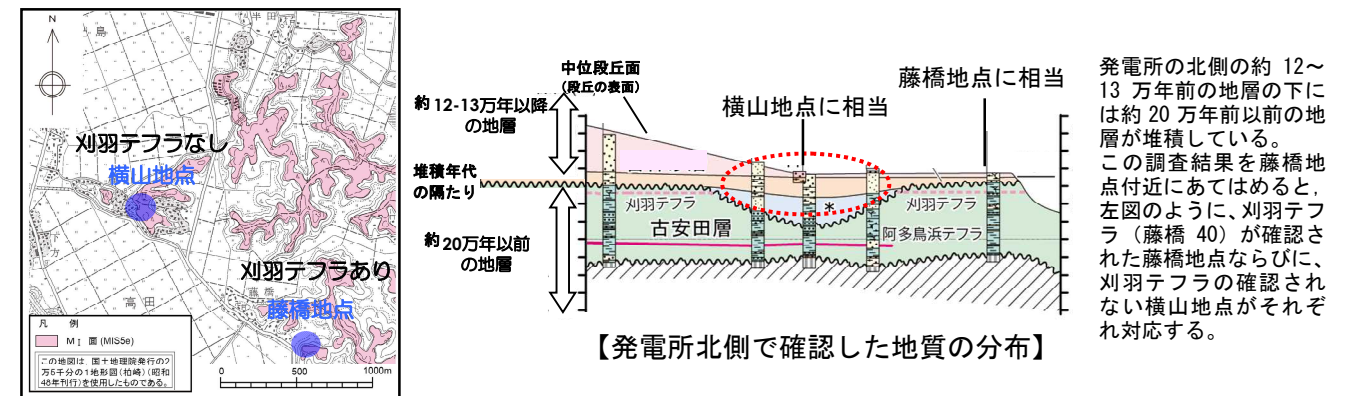 N
島
半田
刈羽テフラなし
横山地点
方
刈羽テフラあり
藤橋
藤橋地点
高田
凡 例
MⅠ 面 (MIS5e)
この地図は、国土地理院発行の2
万5千分の1地形図(柏崎)(昭和
48年刊行)を使用したものである。
0 500 1000m
中位段丘面
(段丘の表面)
藤橋地点に相当
横山地点に相当
約12-13万年以降
の地層
堆積年代
の隔たり
約20万年以前
の地層
刈羽テフラ
*
刈羽テフラ
古安田層
阿多鳥浜テフラ
【発電所北側で確認した地質の分布】
発電所の北側の約 12～
13 万年前の地層の下に
は約 20 万年前以前の地
層が堆積している。
この調査結果を藤橋地
点付近にあてはめると,
左図のように、刈羽テフ
ラ(藤橋 40)が確認さ
れた藤橋地点ならびに、
刈羽テフラの確認され
ない横山地点がそれぞ
れ対応する。